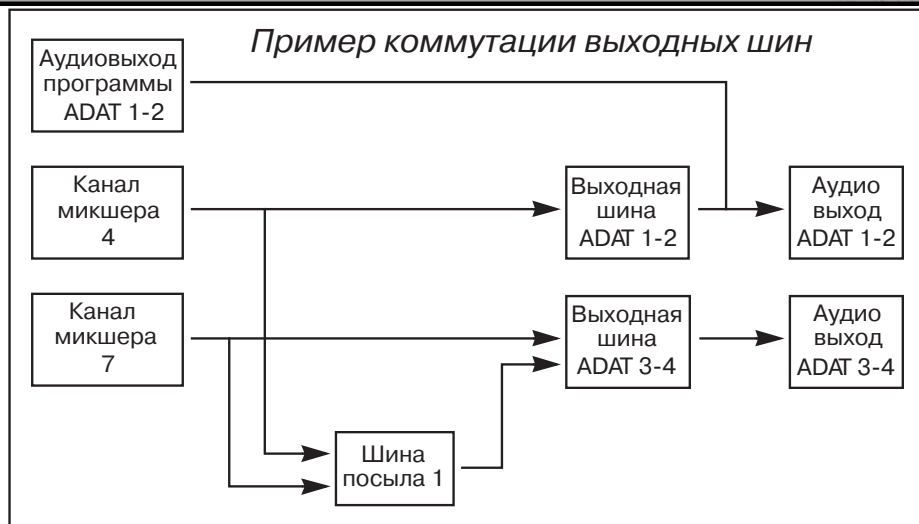 Пример коммутации выходных шин
Аудиовыход
программы
ADAT 1-2
Канал
микшера
4
Выходная
шина
ADAT 1-2
Аудио
выход
ADAT 1-2
Канал
микшера
7
Выходная
шина
ADAT 3-4
Аудио
выход
ADAT 3-4
Шина
посыла 1